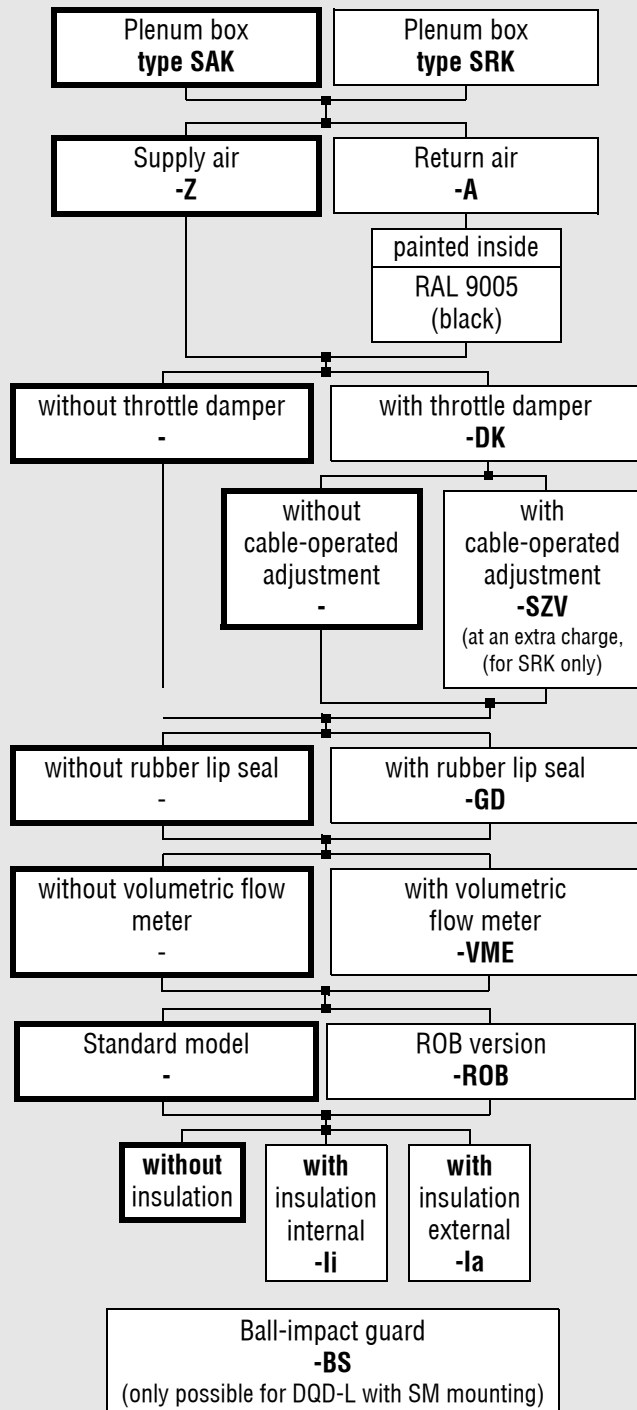 Plenum box
type SAK
Plenum box
type SRK
Supply air
-Z
Return air
-A
painted inside
RAL 9005
(black)
without throttle damper
-
with throttle damper
-DK
without
cable-operated
adjustment
-
with
cable-operated
adjustment
-SZV
(at an extra charge,
(for SRK only)
without rubber lip seal
-
with rubber lip seal
-GD
without volumetric flow
meter
-
with volumetric
flow meter
-VME
Standard model
-
ROB version
-ROB
without
insulation
with
insulation
internal
-Ii
with
insulation
external
-Ia
Ball-impact guard
-BS
(only possible for DQD-L with SM mounting)